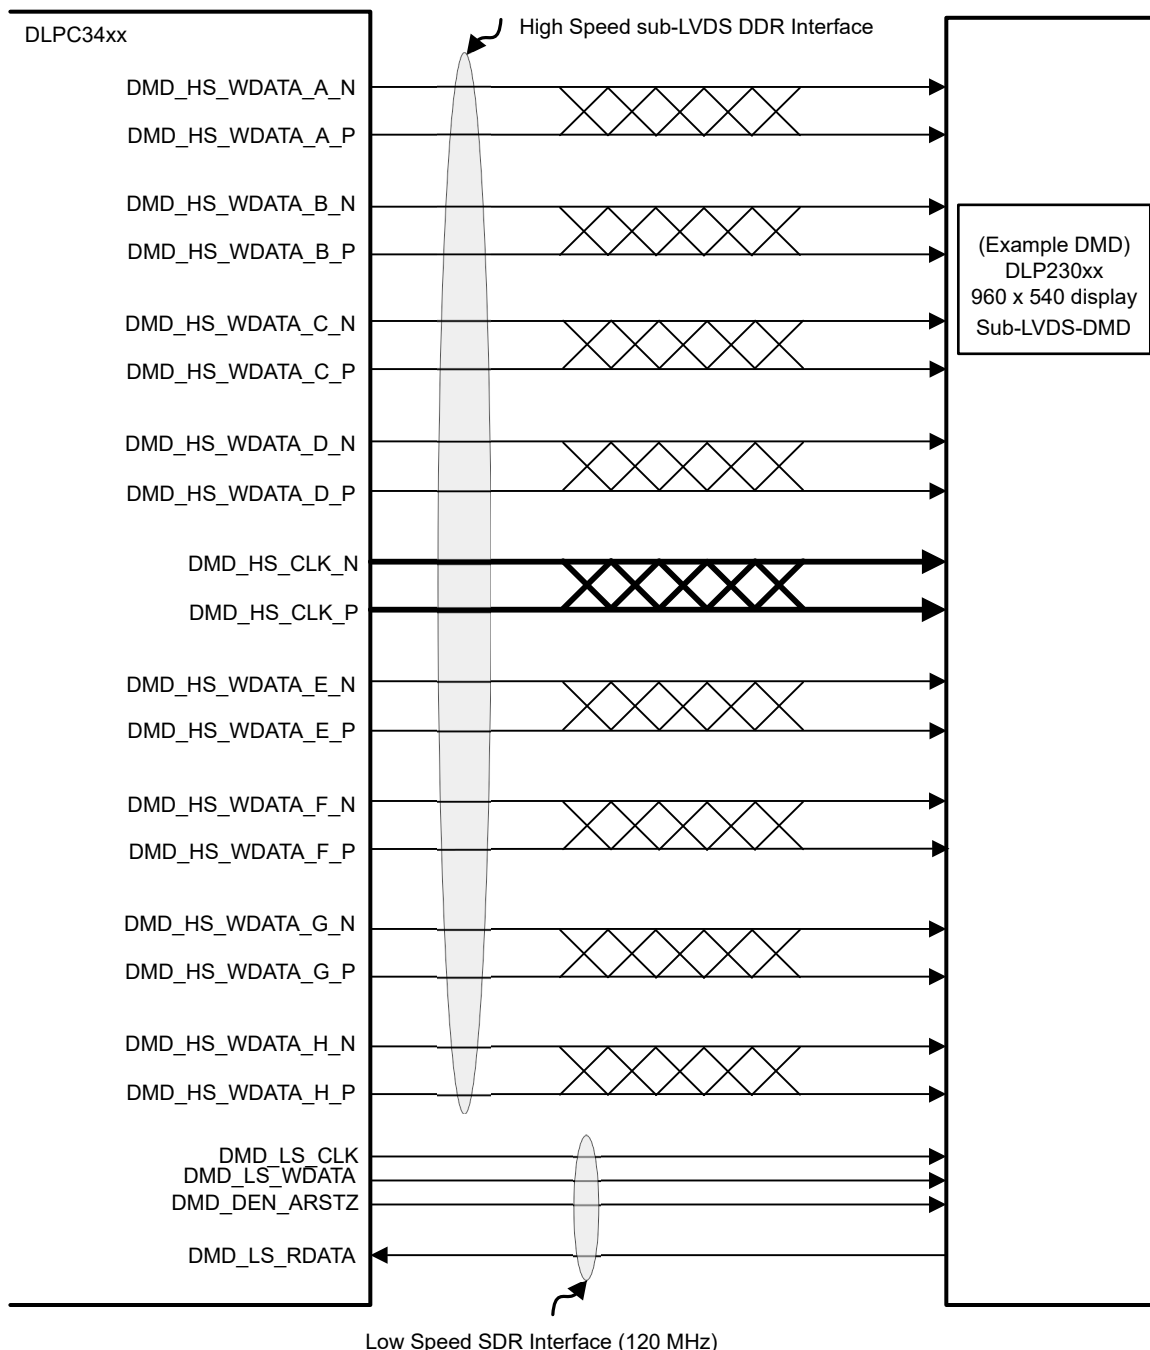 High Speed sub-LVDS DDR Interface
DLPC34xx
DMD_HS_WDATA_A_N
DMD_HS_WDATA_A_P
DMD_HS_WDATA_B_N
DMD_HS_WDATA_B_P
(Example DMD)
DLP230xx
960 x 540 display
Sub-LVDS-DMD
DMD_HS_WDATA_C_N
DMD_HS_WDATA_C_P
DMD_HS_WDATA_D_N
DMD_HS_WDATA_D_P
DMD_HS_CLK_N
DMD_HS_CLK_P
DMD_HS_WDATA_E_N
DMD_HS_WDATA_E_P
DMD_HS_WDATA_F_N
DMD_HS_WDATA_F_P
DMD_HS_WDATA_G_N
DMD_HS_WDATA_G_P
DMD_HS_WDATA_H_N
DMD_HS_WDATA_H_P
DMD_LS_CLK
DMD_LS_WDATA
DMD_DEN_ARSTZ
DMD_LS_RDATA
Low Speed SDR Interface (120 MHz)